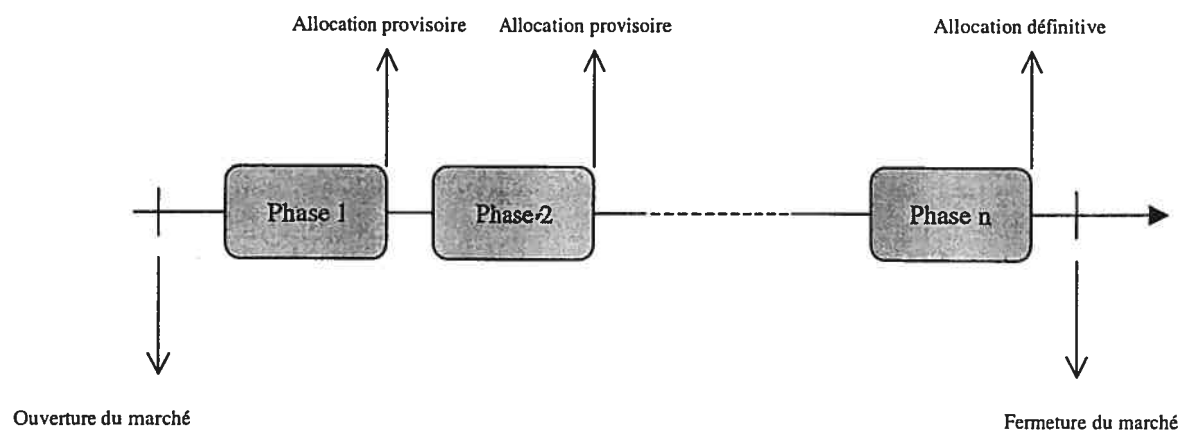 Allocation provisoire
Allocation provisoire
Allocation définitive
Phase 1
Phase 2
Phase n
Ouverture du marché
Fermeture du marché